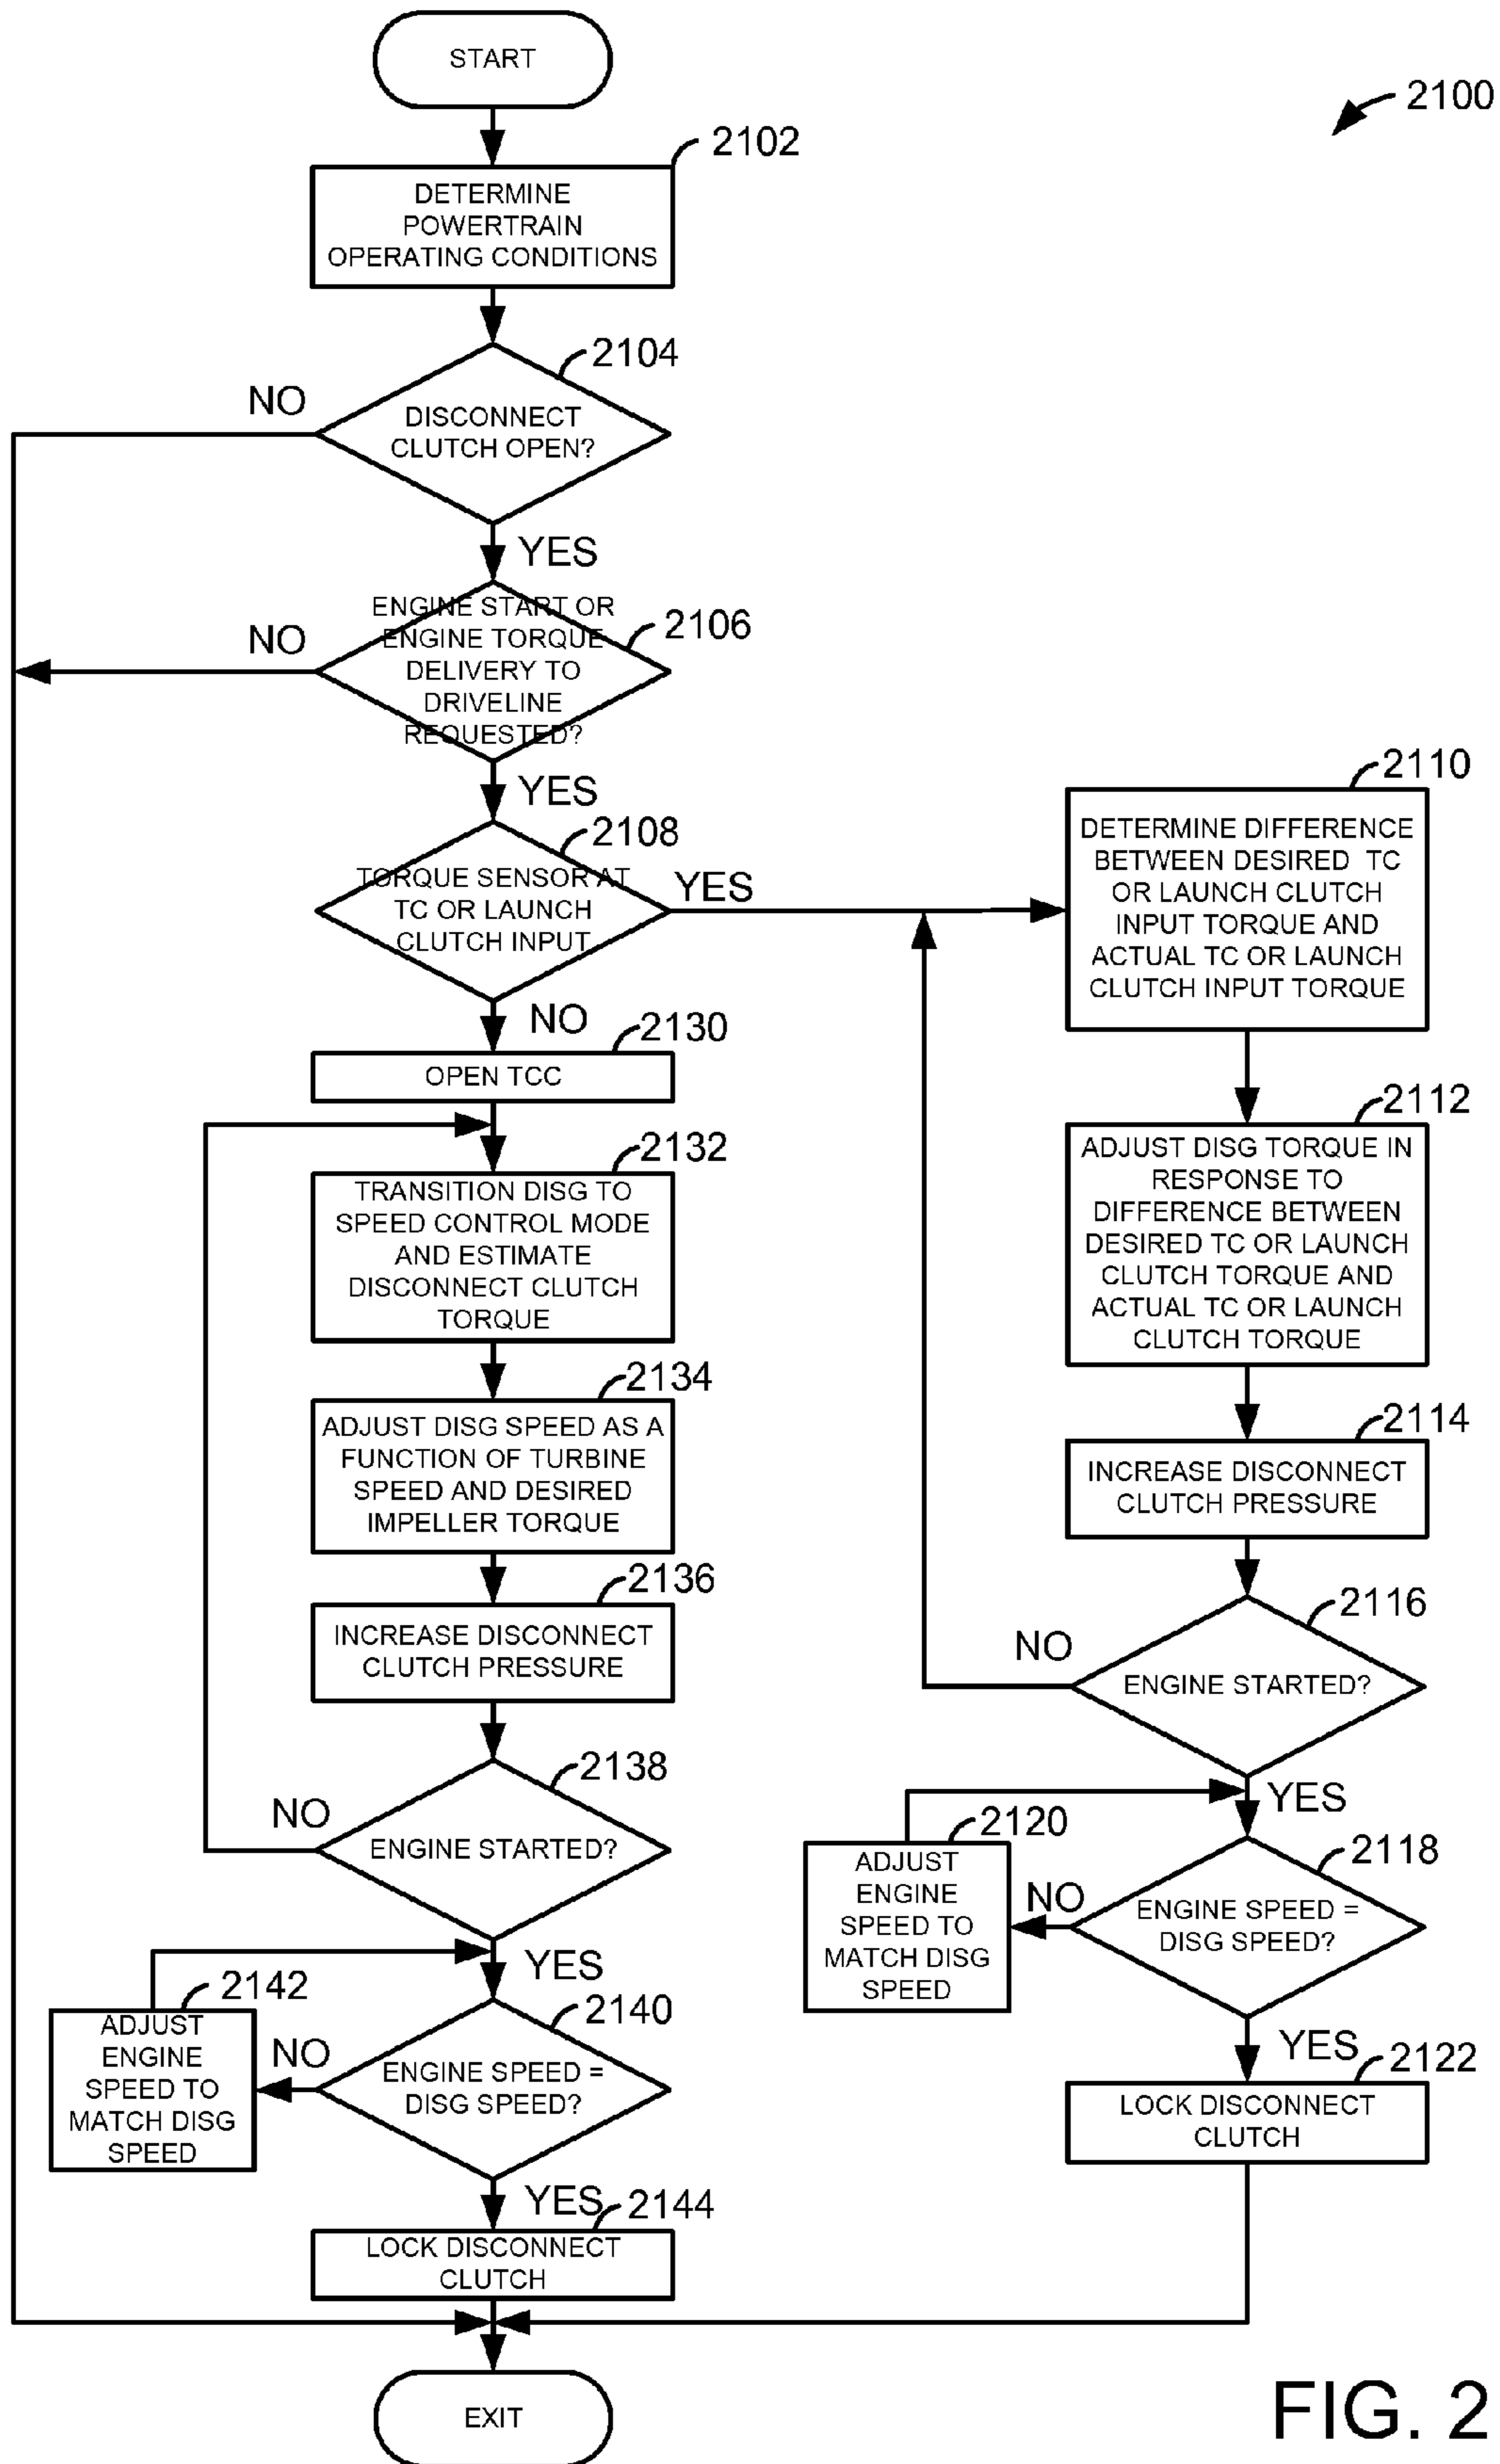 START
2100
2102
DETERMINE
POWERTRAIN
OPERATING CONDITIONS
2104
NO
DISCONNECT
CLUTCH OPEN?
YES
2106
NO
ENGINE START OR
ENGINE TORQUE
DELIVERY TO
DRIVELINE
REQUESTED?
YES
2108
TORQUE SENSOR AT
TC OR LAUNCH
CLUTCH INPUT
YES
NO
2130
OPEN TCC
2132
TRANSITION DISG TO
SPEED CONTROL MODE
AND ESTIMATE
DISCONNECT CLUTCH
TORQUE
2134
ADJUST DISG SPEED AS A
FUNCTION OF TURBINE
SPEED AND DESIRED
IMPELLER TORQUE
2136
INCREASE DISCONNECT
CLUTCH PRESSURE
2138
NO
ENGINE STARTED?
YES
2142
ADJUST
ENGINE
SPEED TO
MATCH DISG
SPEED
NO
2140
ENGINE SPEED =
DISG SPEED?
YES
2144
LOCK DISCONNECT
CLUTCH
2110
DETERMINE DIFFERENCE
BETWEEN DESIRED TC
OR LAUNCH CLUTCH
INPUT TORQUE AND
ACTUAL TC OR LAUNCH
CLUTCH INPUT TORQUE
2112
ADJUST DISG TORQUE IN
RESPONSE TO
DIFFERENCE BETWEEN
DESIRED TC OR LAUNCH
CLUTCH TORQUE AND
ACTUAL TC OR LAUNCH
CLUTCH TORQUE
2114
INCREASE DISCONNECT
CLUTCH PRESSURE
2116
NO
ENGINE STARTED?
YES
2120
ADJUST
ENGINE
SPEED TO
MATCH DISG
SPEED
NO
2118
ENGINE SPEED =
DISG SPEED?
YES
2122
LOCK DISCONNECT
CLUTCH
EXIT
FIG. 2